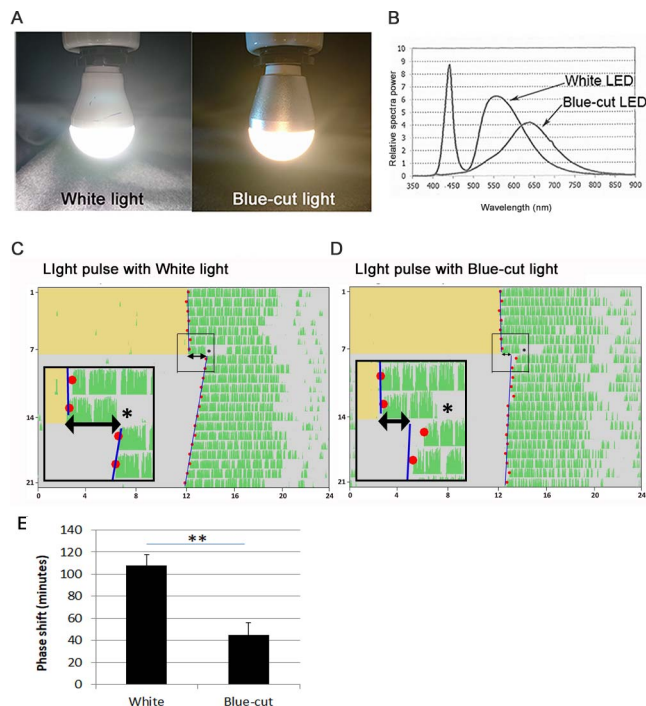 A
White light
Blue-cut light
B
Relative spectra power
10
9
8
7
6
5
4
3
2
1
0
White LED
Blue-cut LED
350 400 450 500 550 600 650 700 750 800 900
Wavelength (nm)
C
LIght pulse with White light
1
7
14
21
*
0 4 8 12 16 20 24
D
LIght pulse with Blue-cut light
1
7
14
21
*
0 4 8 12 16 20 24
E
Phase shift (minutes)
140
120
100
80
60
40
20
0
**
White
Blue-cut